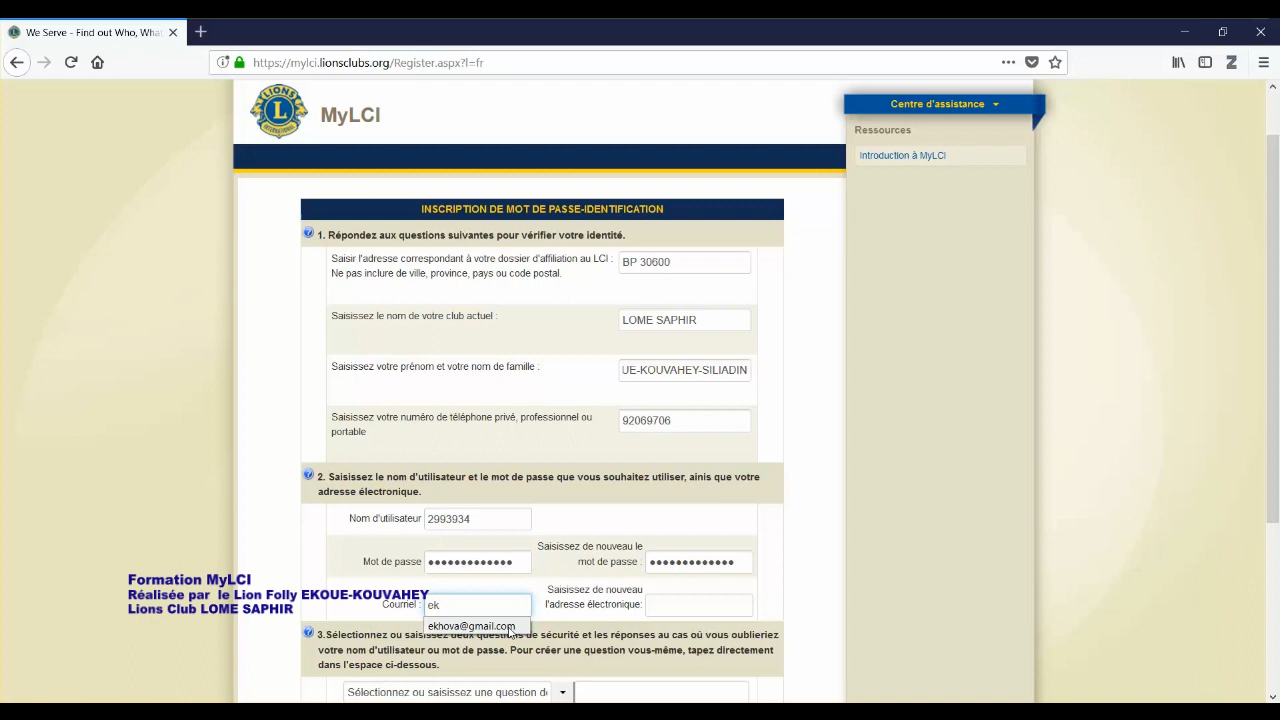 We Serve - Find out Who, Wha
https://mylci.lionsclubs.org/Register.aspx?l=fr
LIONS
L
INTERNATIONAL
MyLCI
Centre d'assistance
Ressources
Introduction à MyLCI
INSCRIPTION DE MOT DE PASSE-IDENTIFICATION
1. Répondez aux questions suivantes pour vérifier votre identité.
Saisir l'adresse correspondant à votre dossier d'affiliation au LCI :
Ne pas inclure de ville, province, pays ou code postal.
BP 30600
Saisissez le nom de votre club actuel :
LOME SAPHIR
Saisissez votre prénom et votre nom de famille :
UE-KOUVAHEY-SILIADIN
Saisissez votre numéro de téléphone privé, professionnel ou
portable
92069706
2. Saisissez le nom d'utilisateur et le mot de passe que vous souhaitez utiliser, ainis que votre
adresse électronique.
Nom d'utilisateur
2993934
Mot de passe
•••••••••••••
Saisissez de nouveau le
mot de passe :
•••••••••••••
Courriel :
ek
Saisissez de nouveau
l'adresse électronique:
ekhova@gmail.com
Formation MyLCI
Réalisée par le Lion Folly EKOUE-KOUVAHEY
Lions Club LOME SAPHIR
3.Sélectionnez ou saisissez deux questions de sécurité et les réponses au cas où vous oublieriez
votre nom d'utilisateur ou mot de passe. Pour créer une question vous-même, tapez directement
dans l'espace ci-dessous.
Sélectionnez ou saisissez une question de